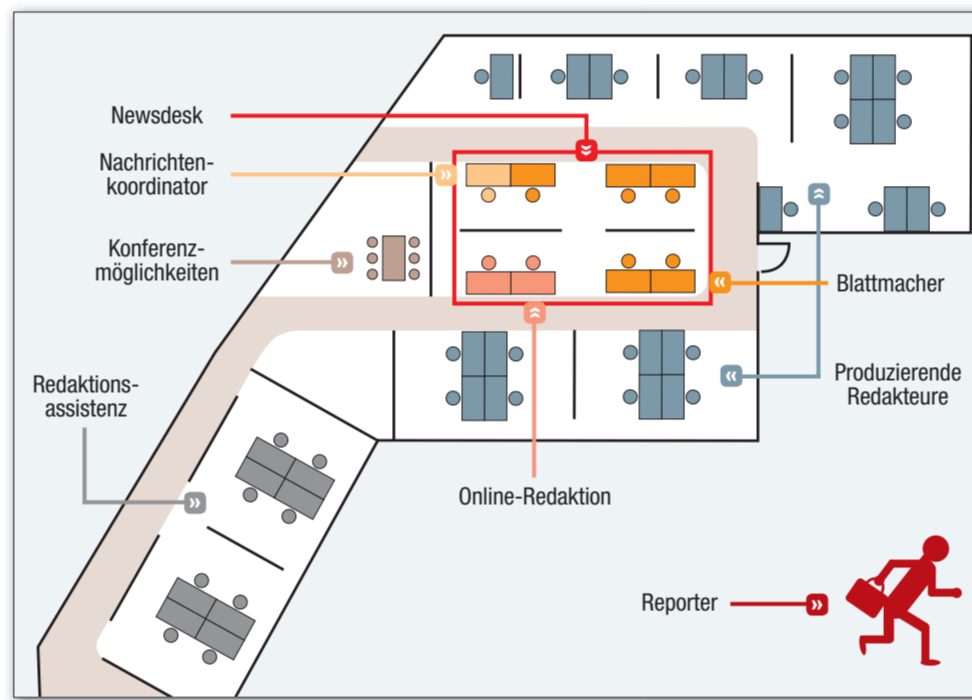 Newsdesk
Nachrichten-
koordinator
Konferenz-
möglichkeiten
Blattmacher
Redaktions-
assistenz
Produzierende
Redakteure
Online-Redaktion
Reporter